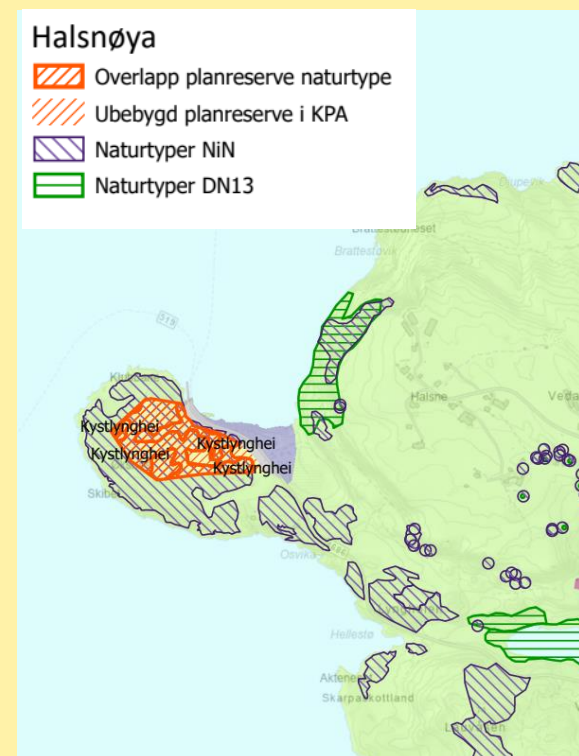 Halsnøya
Overlapp planreserve naturtype
Ubebygd planreserve i KPA
Naturtyper NiN
Naturtyper DN13
Brattestøvik
519
Halsne
Kystlynghei
Kystlynghei
Kystlynghei
Kystlynghei
Osvika
Hellestø
Skarpaskottland